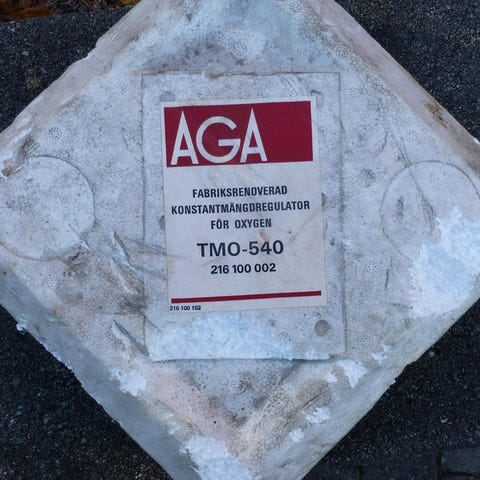 AGA
FABRIKSRENOVERAD
KONSTANTMÄNGDREGULATOR
FÖR OXYGEN
TMO-540
216 100 002
216 100 102